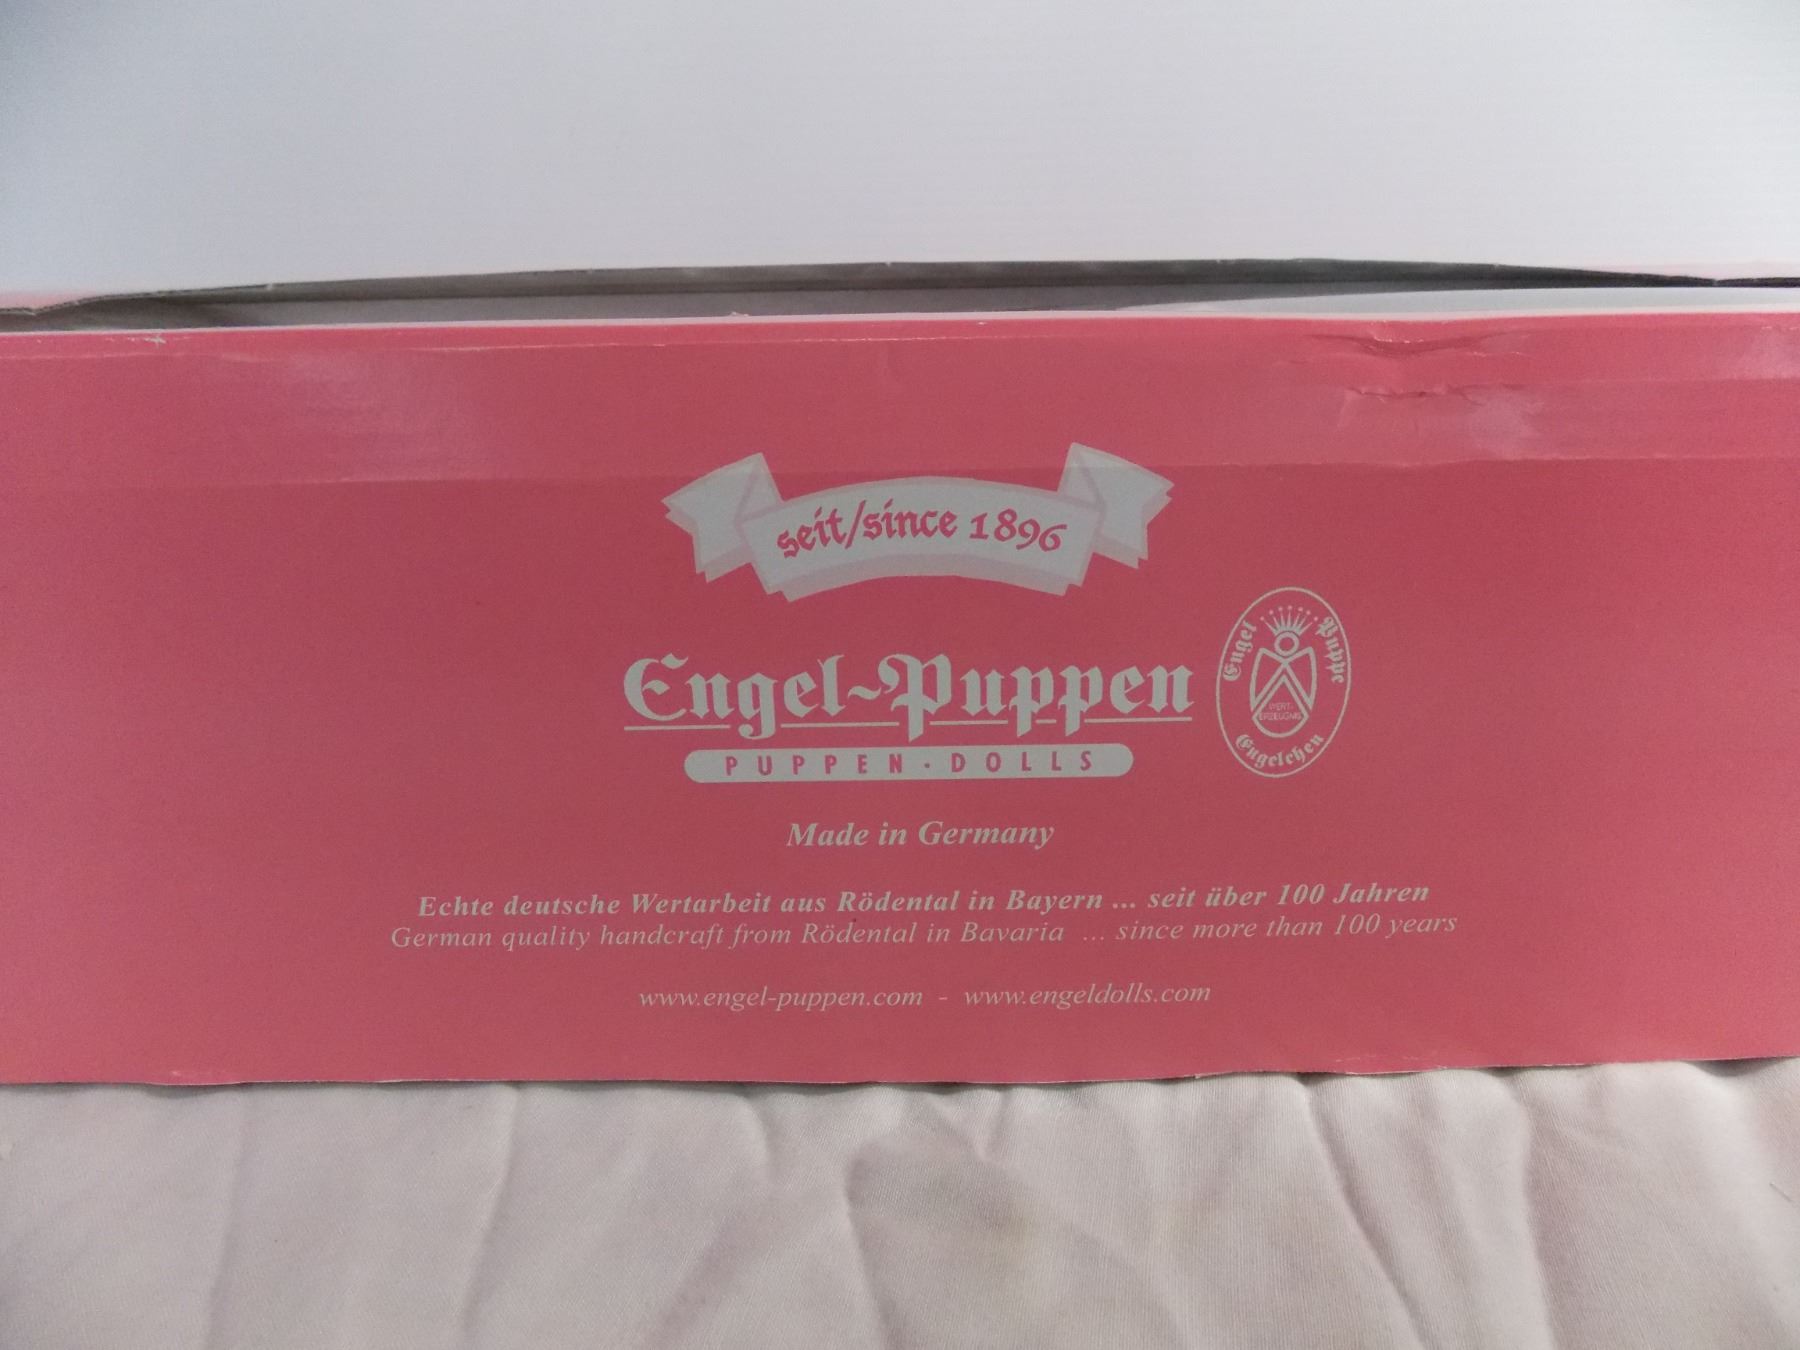 seit/since 1896
Engel-Puppen
PUPPEN · DOLLS
Engel Puppe
WERT-
ERZEUGNIS
Engelchen
Made in Germany
Echte deutsche Wertarbeit aus Rödental in Bayern ... seit über 100 Jahren
German quality handcraft from Rödental in Bavaria ... since more than 100 years
www.engel-puppen.com - www.engeldolls.com